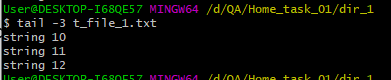 User@DESKTOP-I68QE57 MINGW64 /d/QA/Home_task_01/dir_1
$ tail -3 t_file_1.txt
string 10
string 11
string 12
User@DESKTOP-I68QE57 MINGW64 /d/QA/Home_task_01/dir_1